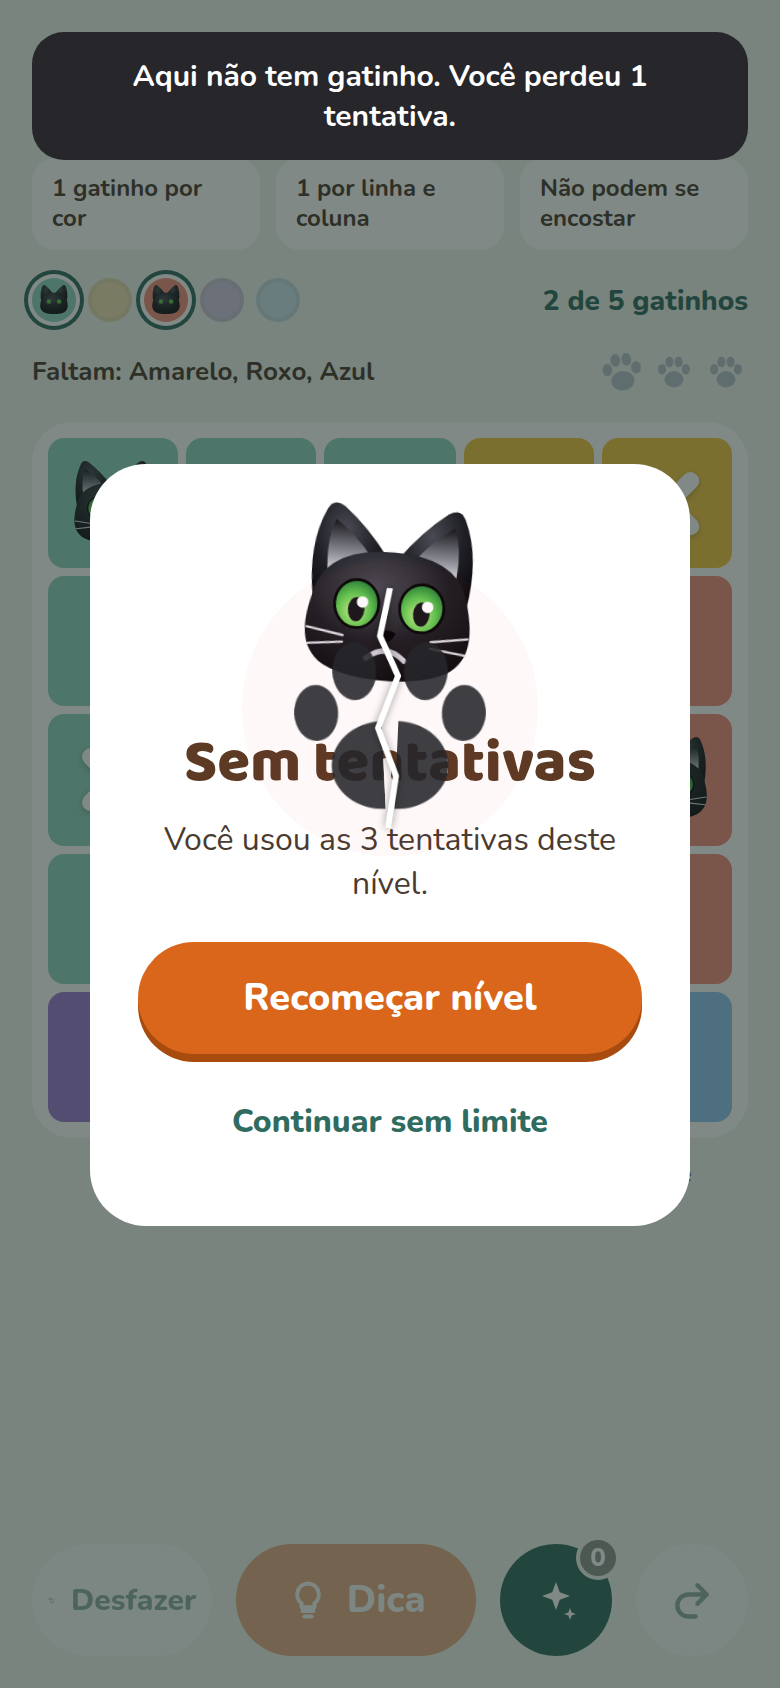 Aqui não tem gatinho. Você perdeu 1
tentativa.
1 gatinho por
cor
1 por linha e
coluna
Não podem se
encostar
2 de 5 gatinhos
Faltam: Amarelo, Roxo, Azul
Sem tentativas
Você usou as 3 tentativas deste
nível.
Recomeçar nível
Continuar sem limite
Desfazer
Dica
0